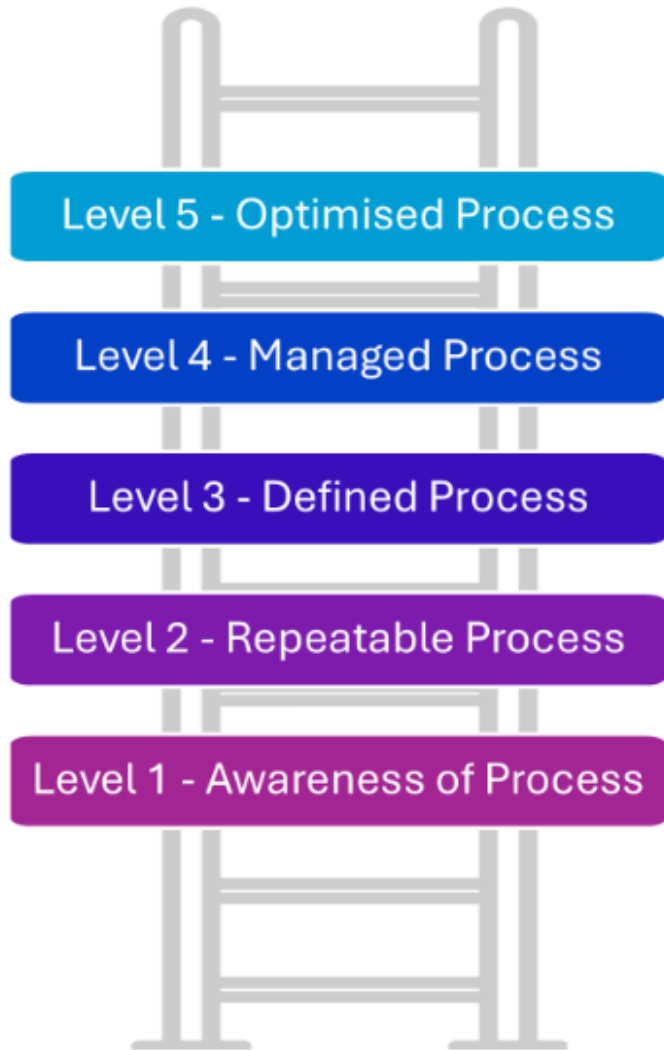 Level 5 - Optimised Process
Level 4 - Managed Process
Level 3 - Defined Process
Level 2 - Repeatable Process
Level 1 - Awareness of Process